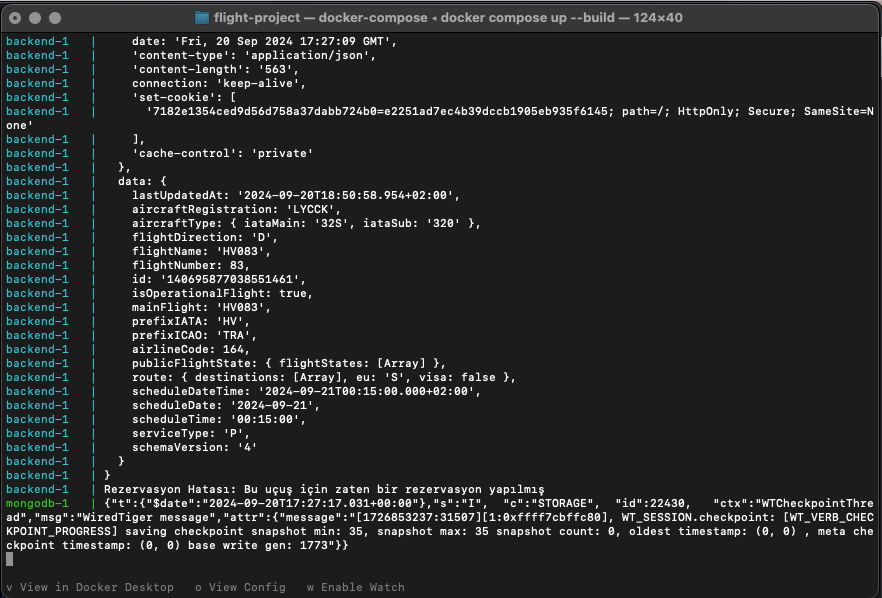 flight-project — docker-compose ◂ docker compose up --build — 124×40
backend-1   |     date: 'Fri, 20 Sep 2024 17:27:09 GMT',
backend-1   |     'content-type': 'application/json',
backend-1   |     'content-length': '563',
backend-1   |     connection: 'keep-alive',
backend-1   |     'set-cookie': [
backend-1   |       '7182e1354ced9d56d758a37dabb724b0=e2251ad7ec4b39dccb1905eb935f6145; path=/; HttpOnly; Secure; SameSite=N
one'
backend-1   |     ],
backend-1   |     'cache-control': 'private'
backend-1   |   },
backend-1   |   data: {
backend-1   |     lastUpdatedAt: '2024-09-20T18:50:58.954+02:00',
backend-1   |     aircraftRegistration: 'LYCCK',
backend-1   |     aircraftType: { iataMain: '32S', iataSub: '320' },
backend-1   |     flightDirection: 'D',
backend-1   |     flightName: 'HV083',
backend-1   |     flightNumber: 83,
backend-1   |     id: '140695877038551461',
backend-1   |     isOperationalFlight: true,
backend-1   |     mainFlight: 'HV083',
backend-1   |     prefixIATA: 'HV',
backend-1   |     prefixICAO: 'TRA',
backend-1   |     airlineCode: 164,
backend-1   |     publicFlightState: { flightStates: [Array] },
backend-1   |     route: { destinations: [Array], eu: 'S', visa: false },
backend-1   |     scheduleDateTime: '2024-09-21T00:15:00.000+02:00',
backend-1   |     scheduleDate: '2024-09-21',
backend-1   |     scheduleTime: '00:15:00',
backend-1   |     serviceType: 'P',
backend-1   |     schemaVersion: '4'
backend-1   |   }
backend-1   | }
backend-1   | Rezervasyon Hatası: Bu uçuş için zaten bir rezervasyon yapılmış
mongodb-1   | {"t":{"$date":"2024-09-20T17:27:17.031+00:00"},"s":"I",  "c":"STORAGE",  "id":22430,   "ctx":"WTCheckpointThre
ad","msg":"WiredTiger message","attr":{"message":"[1726853237:31507][1:0xffff7cbffc80], WT_SESSION.checkpoint: [WT_VERB_CHEC
KPOINT_PROGRESS] saving checkpoint snapshot min: 35, snapshot max: 35 snapshot count: 0, oldest timestamp: (0, 0) , meta che
ckpoint timestamp: (0, 0) base write gen: 1773"}}
v View in Docker Desktop   o View Config   w Enable Watch